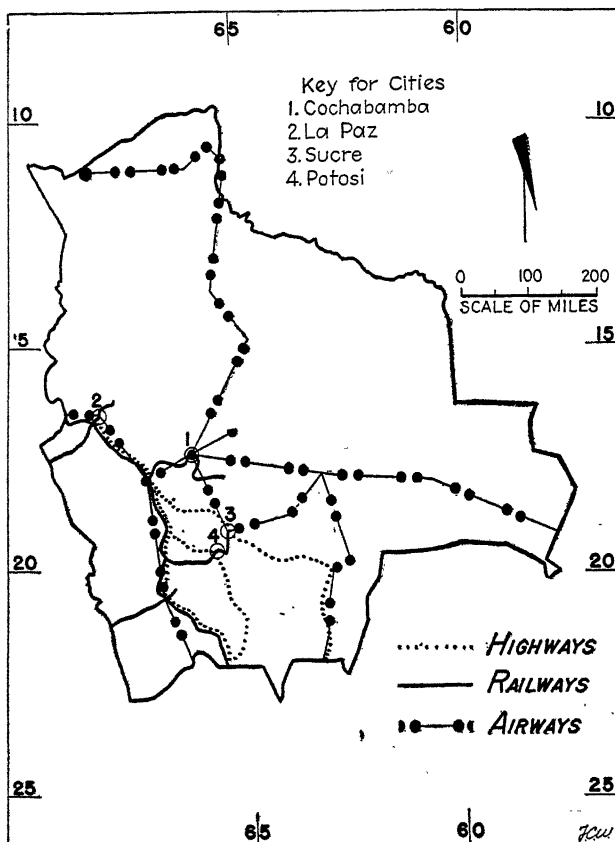 65 60
Key for Cities
1. Cochabamba
2. La Paz
3. Sucre
4. Potosi
10 10
0 100 200
SCALE OF MILES
15 15
2
1
3
4
20 20
HIGHWAYS
RAILWAYS
AIRWAYS
25 25
65 60
JCW